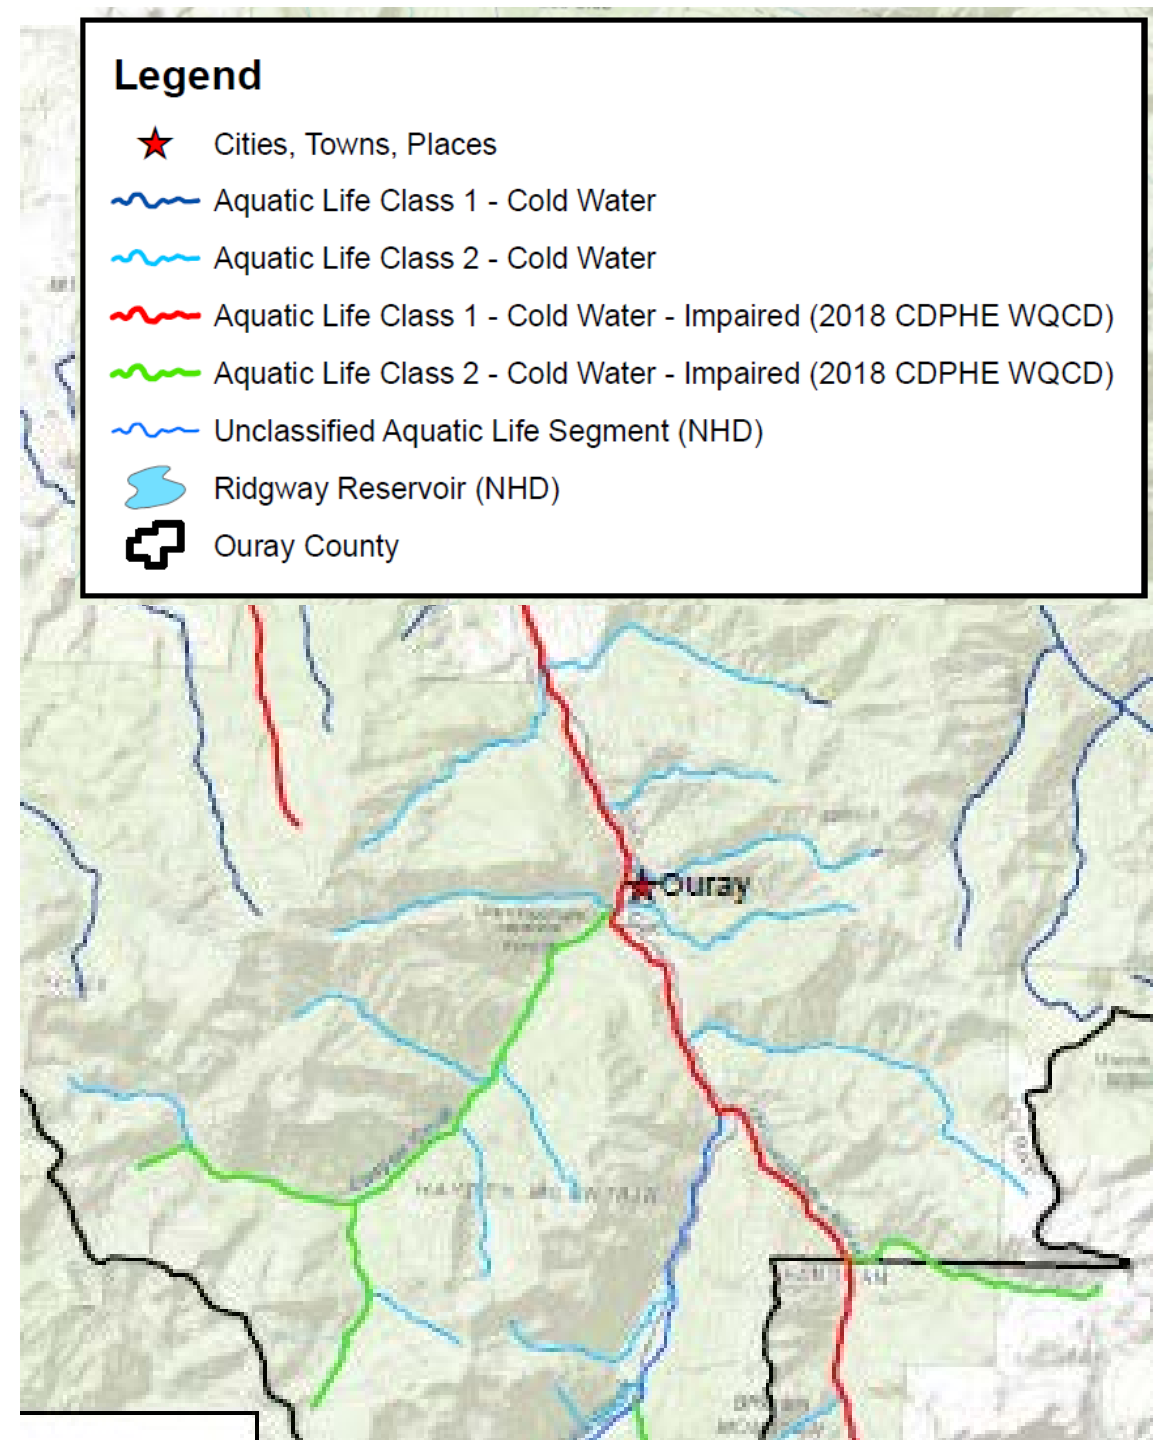 Legend
Cities, Towns, Places
Aquatic Life Class 1 - Cold Water
Aquatic Life Class 2 - Cold Water
Aquatic Life Class 1 - Cold Water - Impaired (2018 CDPHE WQCD)
Aquatic Life Class 2 - Cold Water - Impaired (2018 CDPHE WQCD)
Unclassified Aquatic Life Segment (NHD)
Ridgway Reservoir (NHD)
Ouray County
Ouray